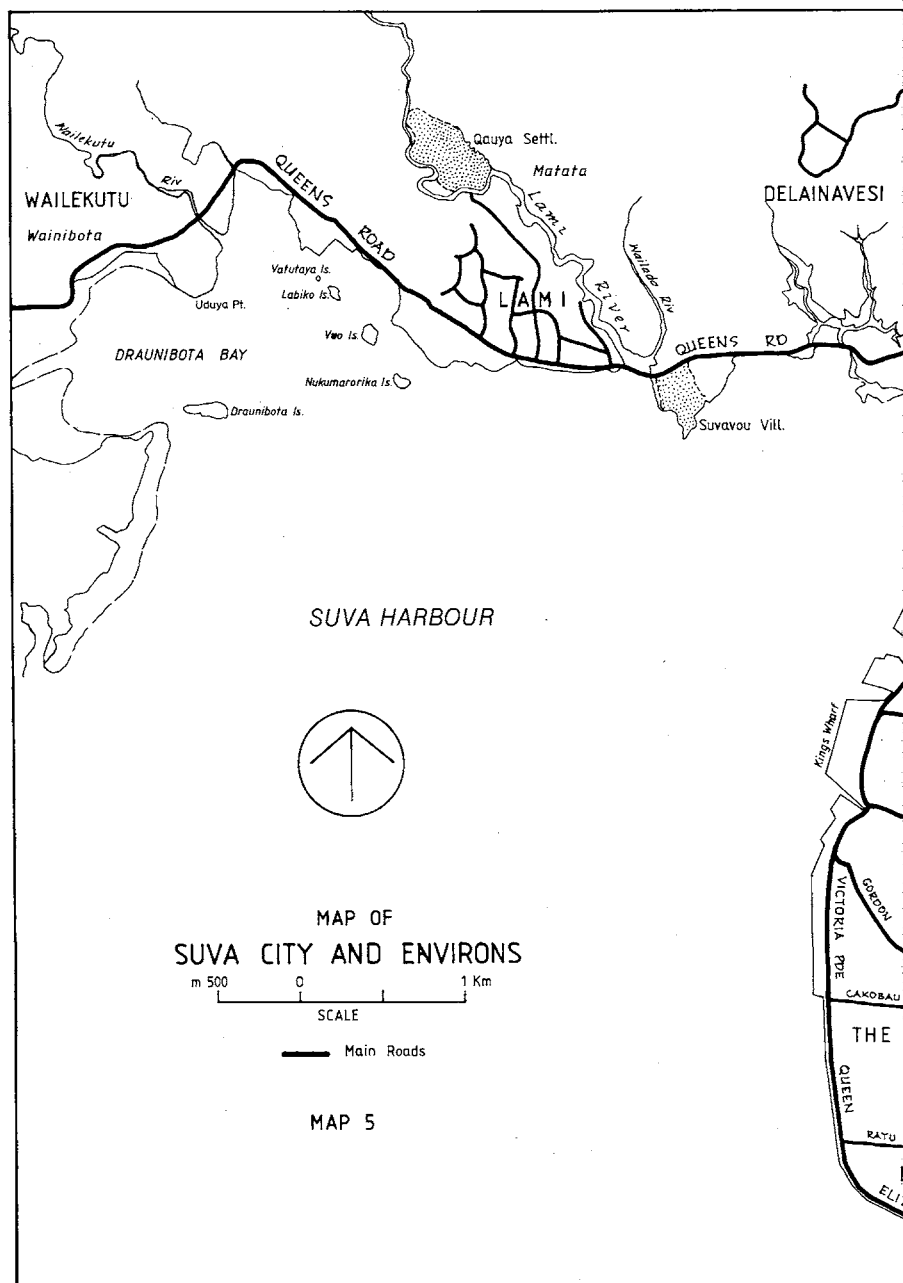 Qauya Settl.
Matata
Wailekutu
Riv
QUEENS
ROAD
WAILEKUTU
Wainibota
DELAINAVESI
Lami
River
Wailada Riv
Vatutaya Is.
Labiko Is.
Uduya Pt.
LAMI
Vuo Is.
QUEENS RD
DRAUNIBOTA BAY
Nukumarorika Is.
Draunibota Is.
Suvavou Vill.
SUVA HARBOUR
Kings Wharf
VICTORIA PDE
GORDON
MAP OF
SUVA CITY AND ENVIRONS
m 500 0 1 Km
SCALE
CAKOBAU
Main Roads
THE
QUEEN
MAP 5
RATU
ELIZ